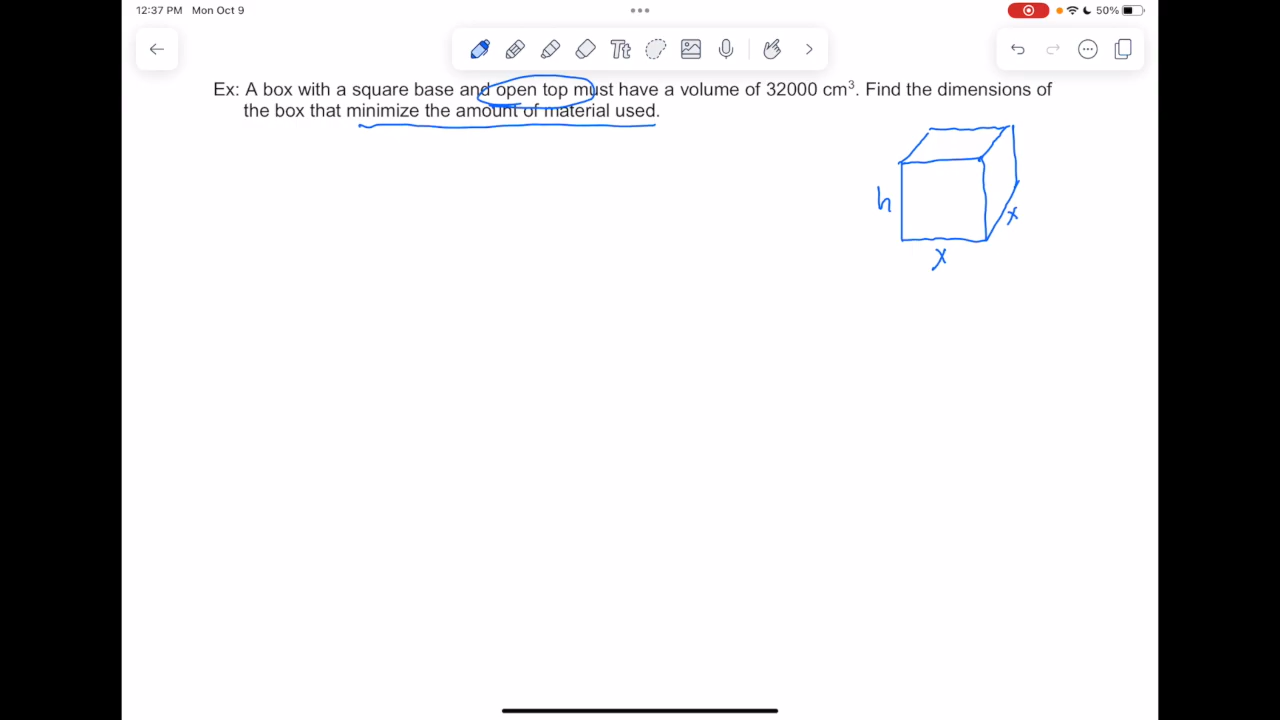 12:37 PM Mon Oct 9
50%
Tt
Ex: A box with a square base and open top must have a volume of 32000 cm³. Find the dimensions of
the box that minimize the amount of material used.
h
x
x